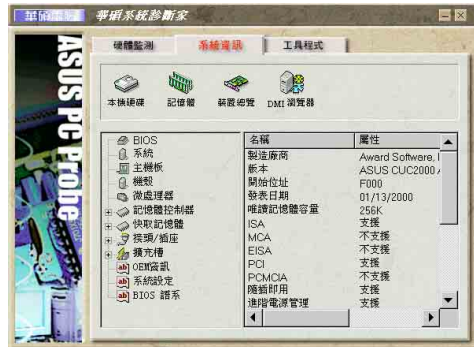 華碩電腦 華碩系統診斷家
ASUS PC Probe
硬體監測 系統資訊 工具程式
本機硬碟 記憶體 裝置總覽 DMI 瀏覽器
BIOS
系統
主機板
機殼
微處理器
記憶體控制器
快取記憶體
接頭/插座
擴充槽
OEM資訊
系統設定
BIOS 語系
名稱 屬性
製造廠商 Award Software, I
版本 ASUS CUC2000 /
開始位址 F000
發表日期 01/13/2000
唯讀記憶體容量 256K
ISA 支援
MCA 不支援
EISA 不支援
PCI 支援
PCMCIA 不支援
隨插即用 支援
進階電源管理 支援